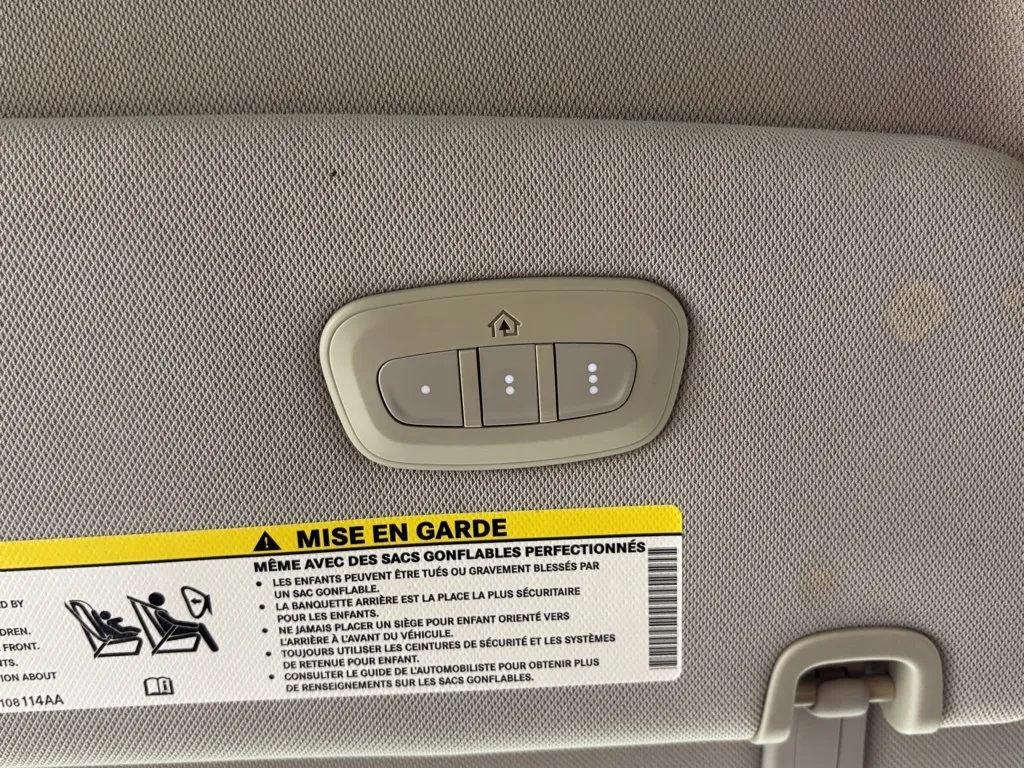 MISE EN GARDE
MÊME AVEC DES SACS GONFLABLES PERFECTIONNÉS
• LES ENFANTS PEUVENT ÊTRE TUÉS OU GRAVEMENT BLESSÉS PAR
UN SAC GONFLABLE.
• LA BANQUETTE ARRIÈRE EST LA PLACE LA PLUS SÉCURITAIRE
POUR LES ENFANTS.
• NE JAMAIS PLACER UN SIÈGE POUR ENFANT ORIENTÉ VERS
L'ARRIÈRE À L'AVANT DU VÉHICULE.
• TOUJOURS UTILISER LES CEINTURES DE SÉCURITÉ ET LES SYSTÈMES
DE RETENUE POUR ENFANT.
• CONSULTER LE GUIDE DE L'AUTOMOBILISTE POUR OBTENIR PLUS
DE RENSEIGNEMENTS SUR LES SACS GONFLABLES.
BY
FRONT.
ION ABOUT
108114AA